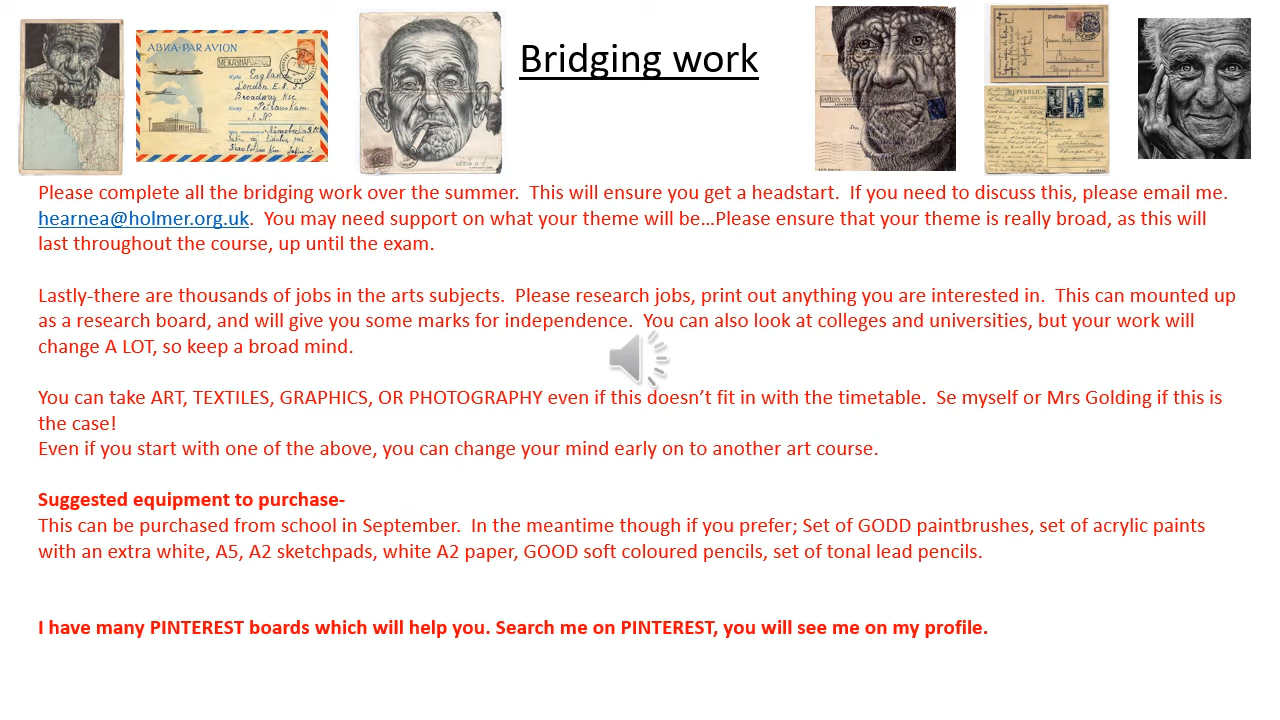 Bridging work
АВИА·PAR AVION
England
London E.8
Broadway
Please complete all the bridging work over the summer.  This will ensure you get a headstart.  If you need to discuss this, please email me.
hearnea@holmer.org.uk.  You may need support on what your theme will be…Please ensure that your theme is really broad, as this will
last throughout the course, up until the exam.
Lastly-there are thousands of jobs in the arts subjects.  Please research jobs, print out anything you are interested in.  This can mounted up
as a research board, and will give you some marks for independence.  You can also look at colleges and universities, but your work will
change A LOT, so keep a broad mind.
You can take ART, TEXTILES, GRAPHICS, OR PHOTOGRAPHY even if this doesn’t fit in with the timetable.  Se myself or Mrs Golding if this is
the case!
Even if you start with one of the above, you can change your mind early on to another art course.
Suggested equipment to purchase-
This can be purchased from school in September.  In the meantime though if you prefer; Set of GODD paintbrushes, set of acrylic paints
with an extra white, A5, A2 sketchpads, white A2 paper, GOOD soft coloured pencils, set of tonal lead pencils.
I have many PINTEREST boards which will help you. Search me on PINTEREST, you will see me on my profile.